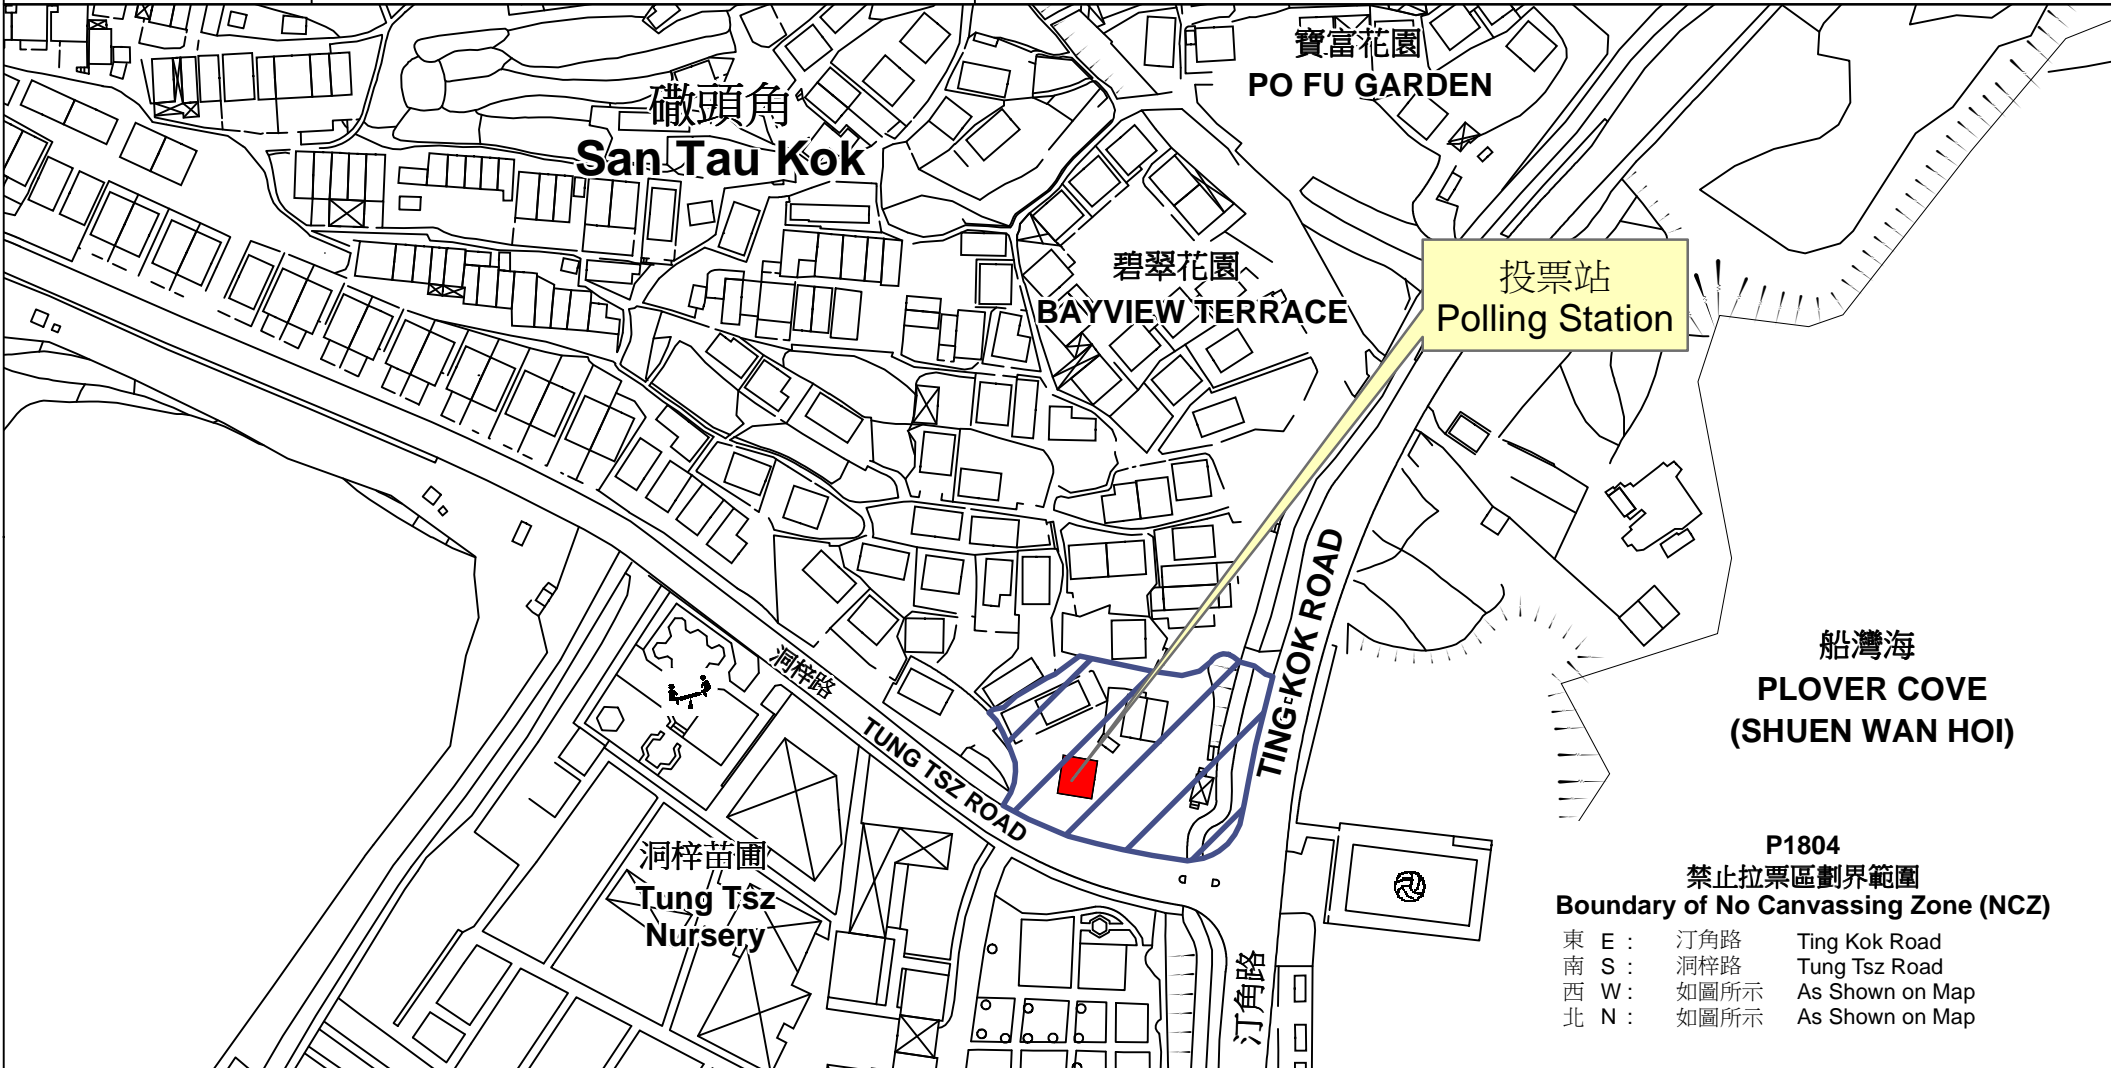 寶富花園
PO FU GARDEN
磡頭角
San Tau Kok
碧翠花園
BAYVIEW TERRACE
投票站
Polling Station
TING KOK ROAD
船灣海
PLOVER COVE
(SHUEN WAN HOI)
洞梓路
TUNG TSZ ROAD
洞梓苗圃
Tung Tsz
Nursery
汀角路
P1804
禁止拉票區劃界範圍
Boundary of No Canvassing Zone (NCZ)
東 E : 汀角路 Ting Kok Road
南 S : 洞梓路 Tung Tsz Road
西 W : 如圖所示 As Shown on Map
北 N : 如圖所示 As Shown on Map